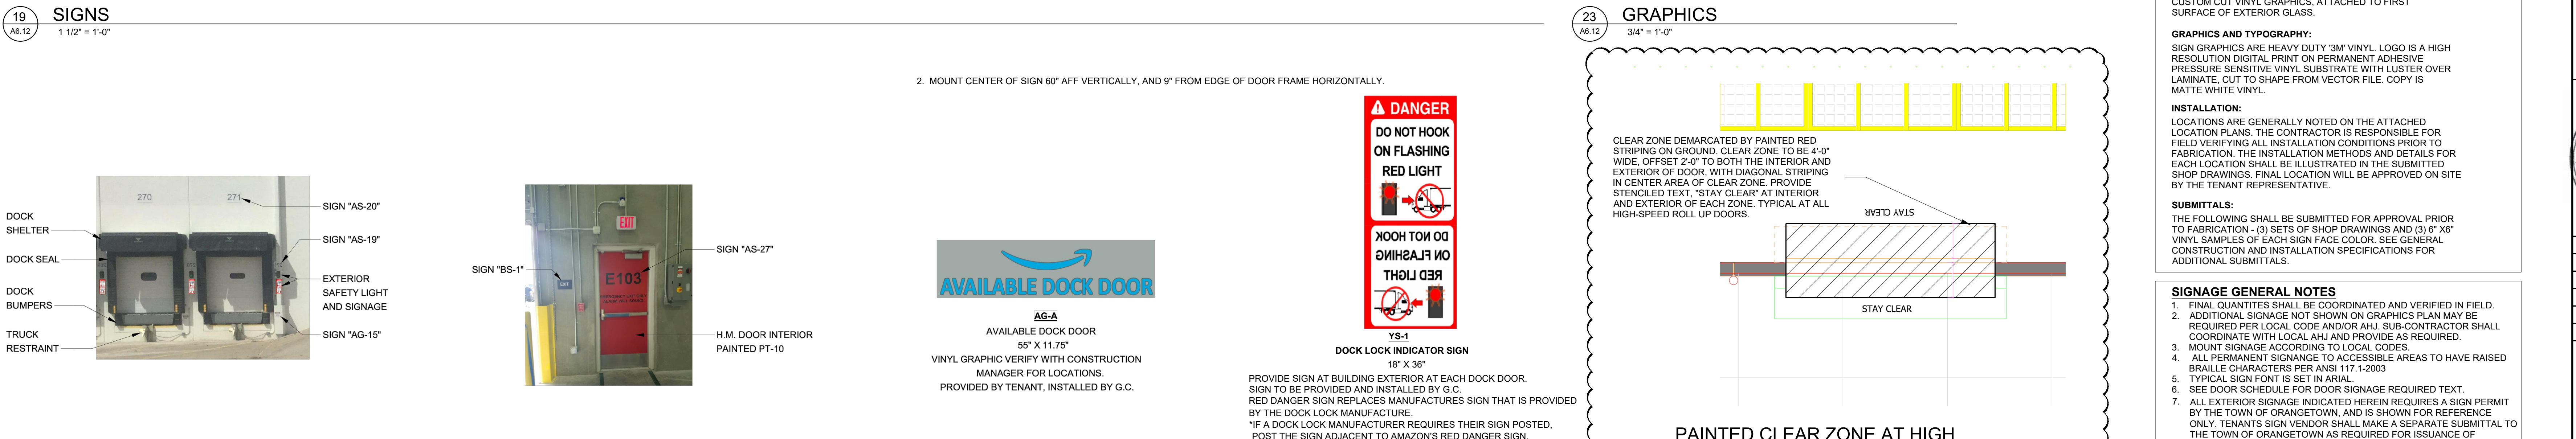 19
A6.12
SIGNS
1 1/2" = 1'-0"
23
A6.12
GRAPHICS
3/4" = 1'-0"
2. MOUNT CENTER OF SIGN 60" AFF VERTICALLY, AND 9" FROM EDGE OF DOOR FRAME HORIZONTALLY.
DOCK
SHELTER
DOCK SEAL
DOCK
BUMPERS
TRUCK
RESTRAINT
270
271
SIGN "AS-20"
SIGN "AS-19"
EXTERIOR
SAFETY LIGHT
AND SIGNAGE
SIGN "AG-15"
SIGN "BS-1"
EXIT
EXIT
E103
SIGN "AS-27"
H.M. DOOR INTERIOR
PAINTED PT-10
AVAILABLE DOCK DOOR
AG-A
AVAILABLE DOCK DOOR
55" X 11.75"
VINYL GRAPHIC VERIFY WITH CONSTRUCTION
MANAGER FOR LOCATIONS.
PROVIDED BY TENANT, INSTALLED BY G.C.
DANGER
DO NOT HOOK
ON FLASHING
RED LIGHT
DO NOT HOOK
ON FLASHING
RED LIGHT
YS-1
DOCK LOCK INDICATOR SIGN
18" X 36"
PROVIDE SIGN AT BUILDING EXTERIOR AT EACH DOCK DOOR.
SIGN TO BE PROVIDED AND INSTALLED BY G.C.
RED DANGER SIGN REPLACES MANUFACTURES SIGN THAT IS PROVIDED
BY THE DOCK LOCK MANUFACTURE.
*IF A DOCK LOCK MANUFACTURER REQUIRES THEIR SIGN POSTED,
POST THE SIGN ADJACENT TO AMAZON'S RED DANGER SIGN.
CLEAR ZONE DEMARCATED BY PAINTED RED
STRIPING ON GROUND. CLEAR ZONE TO BE 4'-0"
WIDE, OFFSET 2'-0" TO BOTH THE INTERIOR AND
EXTERIOR OF DOOR, WITH DIAGONAL STRIPING
IN CENTER AREA OF CLEAR ZONE. PROVIDE
STENCILED TEXT, "STAY CLEAR" AT INTERIOR
AND EXTERIOR OF EACH ZONE. TYPICAL AT ALL
HIGH-SPEED ROLL UP DOORS.
STAY CLEAR
STAY CLEAR
PAINTED CLEAR ZONE AT HIGH
CUSTOM CUT VINYL GRAPHICS, ATTACHED TO FIRST
SURFACE OF EXTERIOR GLASS.
GRAPHICS AND TYPOGRAPHY:
SIGN GRAPHICS ARE HEAVY DUTY '3M' VINYL. LOGO IS A HIGH
RESOLUTION DIGITAL PRINT ON PERMANENT ADHESIVE
PRESSURE SENSITIVE VINYL SUBSTRATE WITH LUSTER OVER
LAMINATE, CUT TO SHAPE FROM VECTOR FILE. COPY IS
MATTE WHITE VINYL.
INSTALLATION:
LOCATIONS ARE GENERALLY NOTED ON THE ATTACHED
LOCATION PLANS. THE CONTRACTOR IS RESPONSIBLE FOR
FIELD VERIFYING ALL INSTALLATION CONDITIONS PRIOR TO
FABRICATION. THE INSTALLATION METHODS AND DETAILS FOR
EACH LOCATION SHALL BE ILLUSTRATED IN THE SUBMITTED
SHOP DRAWINGS. FINAL LOCATION WILL BE APPROVED ON SITE
BY THE TENANT REPRESENTATIVE.
SUBMITTALS:
THE FOLLOWING SHALL BE SUBMITTED FOR APPROVAL PRIOR
TO FABRICATION - (3) SETS OF SHOP DRAWINGS AND (3) 6" X6"
VINYL SAMPLES OF EACH SIGN FACE COLOR. SEE GENERAL
CONSTRUCTION AND INSTALLATION SPECIFICATIONS FOR
ADDITIONAL SUBMITTALS.
SIGNAGE GENERAL NOTES
1. FINAL QUANTITES SHALL BE COORDINATED AND VERIFIED IN FIELD.
2. ADDITIONAL SIGNAGE NOT SHOWN ON GRAPHICS PLAN MAY BE
REQUIRED PER LOCAL CODE AND/OR AHJ. SUB-CONTRACTOR SHALL
COORDINATE WITH LOCAL AHJ AND PROVIDE AS REQUIRED.
3. MOUNT SIGNAGE ACCORDING TO LOCAL CODES.
4. ALL PERMANENT SIGNANGE TO ACCESSIBLE AREAS TO HAVE RAISED
BRAILLE CHARACTERS PER ANSI 117.1-2003
5. TYPICAL SIGN FONT IS SET IN ARIAL.
6. SEE DOOR SCHEDULE FOR DOOR SIGNAGE REQUIRED TEXT.
7. ALL EXTERIOR SIGNAGE INDICATED HEREIN REQUIRES A SIGN PERMIT
BY THE TOWN OF ORANGETOWN, AND IS SHOWN FOR REFERENCE
ONLY. TENANTS SIGN VENDOR SHALL MAKE A SEPARATE SUBMITTAL TO
THE TOWN OF ORANGETOWN AS REQUIRED FOR ISSUANCE OF